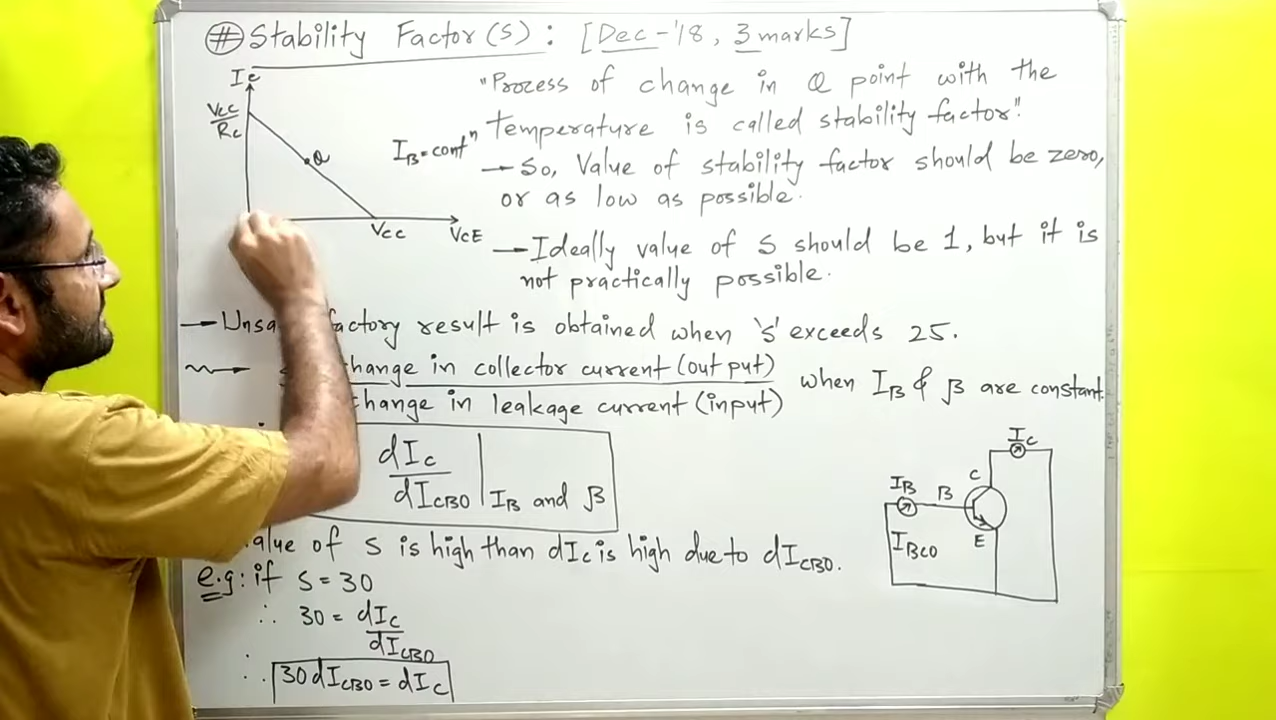 # Stability Factor (S) : [Dec-'18, 3 marks]
Ic
Vcc
Rc
Q
Vcc
VCE
IB = cont"
"Process of change in Q point with the
temperature is called stability factor."
→ So, Value of stability factor should be zero,
or as low as possible.
→ Ideally value of S should be 1, but it is
not practically possible.
→ factory result is obtained when 's' exceeds 25.
change in collector current (output)
change in leakage current (input)
when IB & β are constant.
dIc
dICBO | IB and β
value of S is high than dIc is high due to dICBO.
e.g: if S = 30
∴ 30 = dIc
dICBO
∴ 30 dICBO = dIc
Ic
C
IB
B
E
IBCO